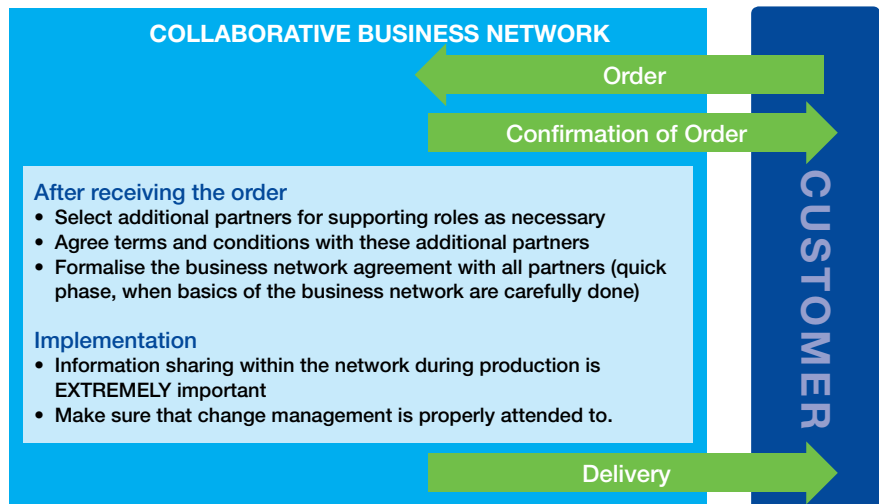 COLLABORATIVE BUSINESS NETWORK
Order
Confirmation of Order
CUSTOMER
After receiving the order
• Select additional partners for supporting roles as necessary
• Agree terms and conditions with these additional partners
• Formalise the business network agreement with all partners (quick
phase, when basics of the business network are carefully done)
Implementation
• Information sharing within the network during production is
EXTREMELY important
• Make sure that change management is properly attended to.
Delivery